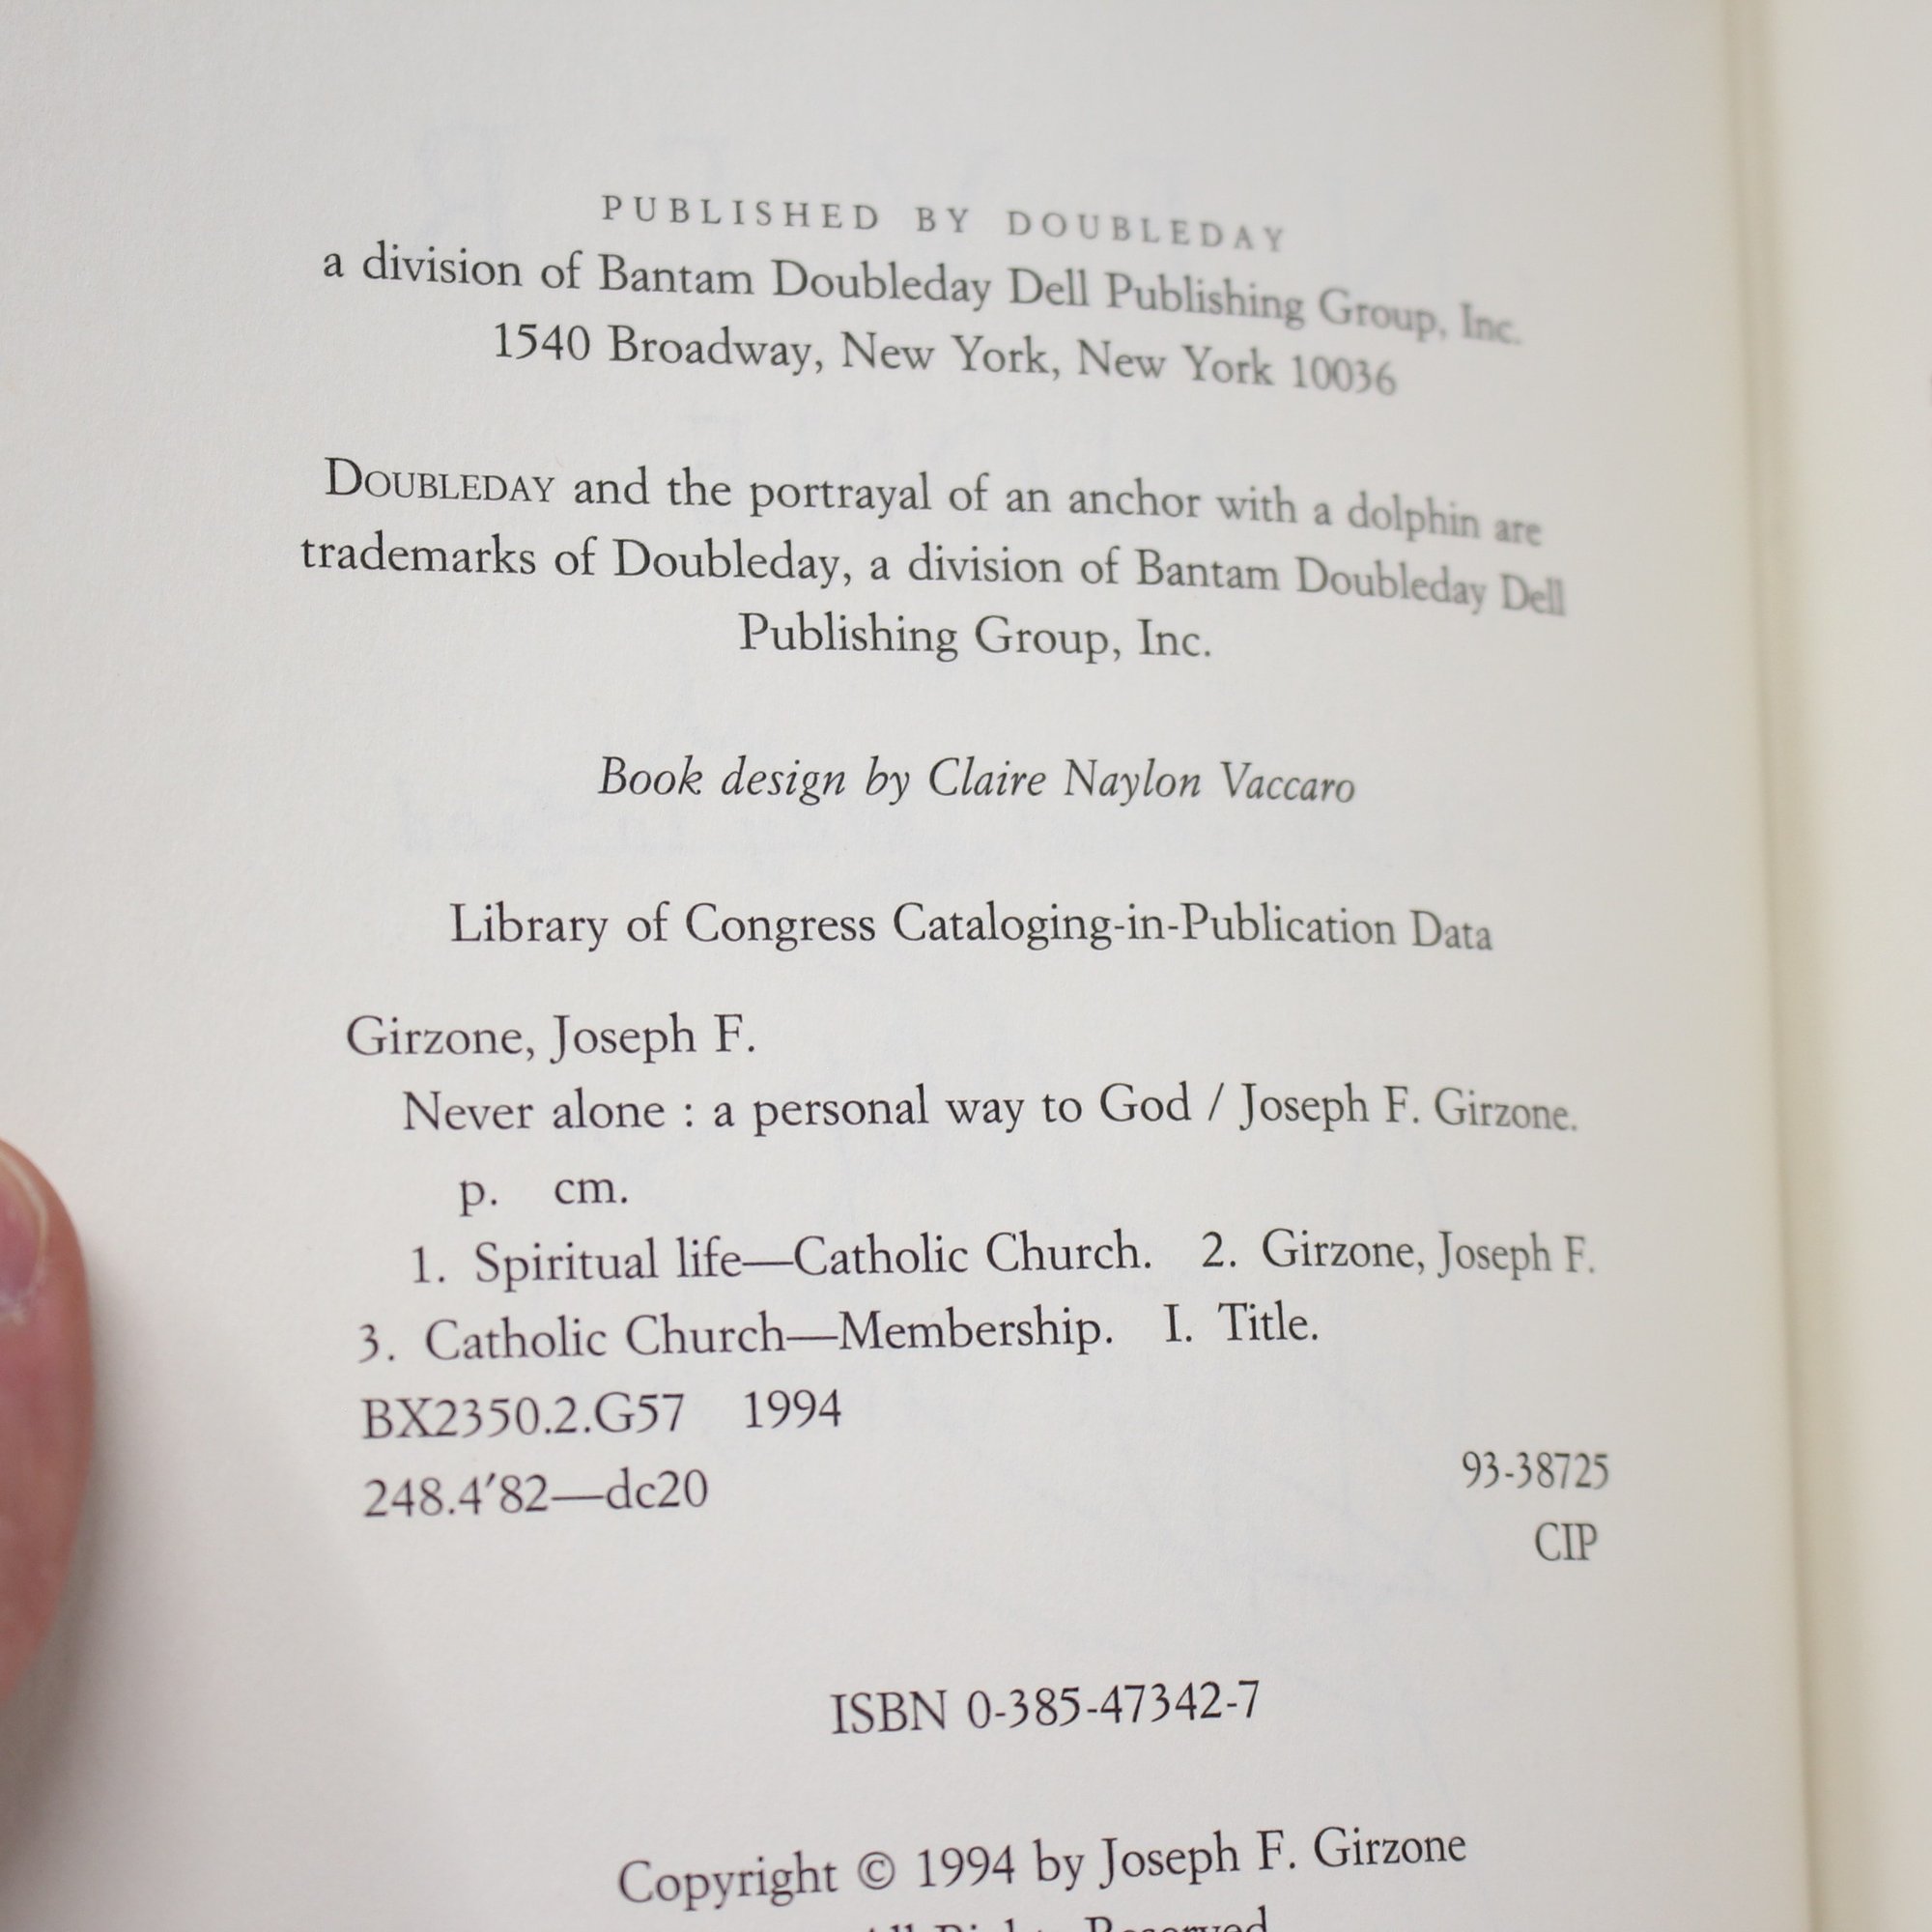 PUBLISHED BY DOUBLEDAY
a division of Bantam Doubleday Dell Publishing Group, Inc.
1540 Broadway, New York, New York 10036
DOUBLEDAY and the portrayal of an anchor with a dolphin are
trademarks of Doubleday, a division of Bantam Doubleday Dell
Publishing Group, Inc.
Book design by Claire Naylon Vaccaro
Library of Congress Cataloging-in-Publication Data
Girzone, Joseph F.
Never alone : a personal way to God / Joseph F. Girzone.
p. cm.
1. Spiritual life—Catholic Church. 2. Girzone, Joseph F.
3. Catholic Church—Membership. I. Title.
BX2350.2.G57 1994
248.4′82—dc20
93-38725
CIP
ISBN 0-385-47342-7
Copyright © 1994 by Joseph F. Girzone
All Rights Reserved